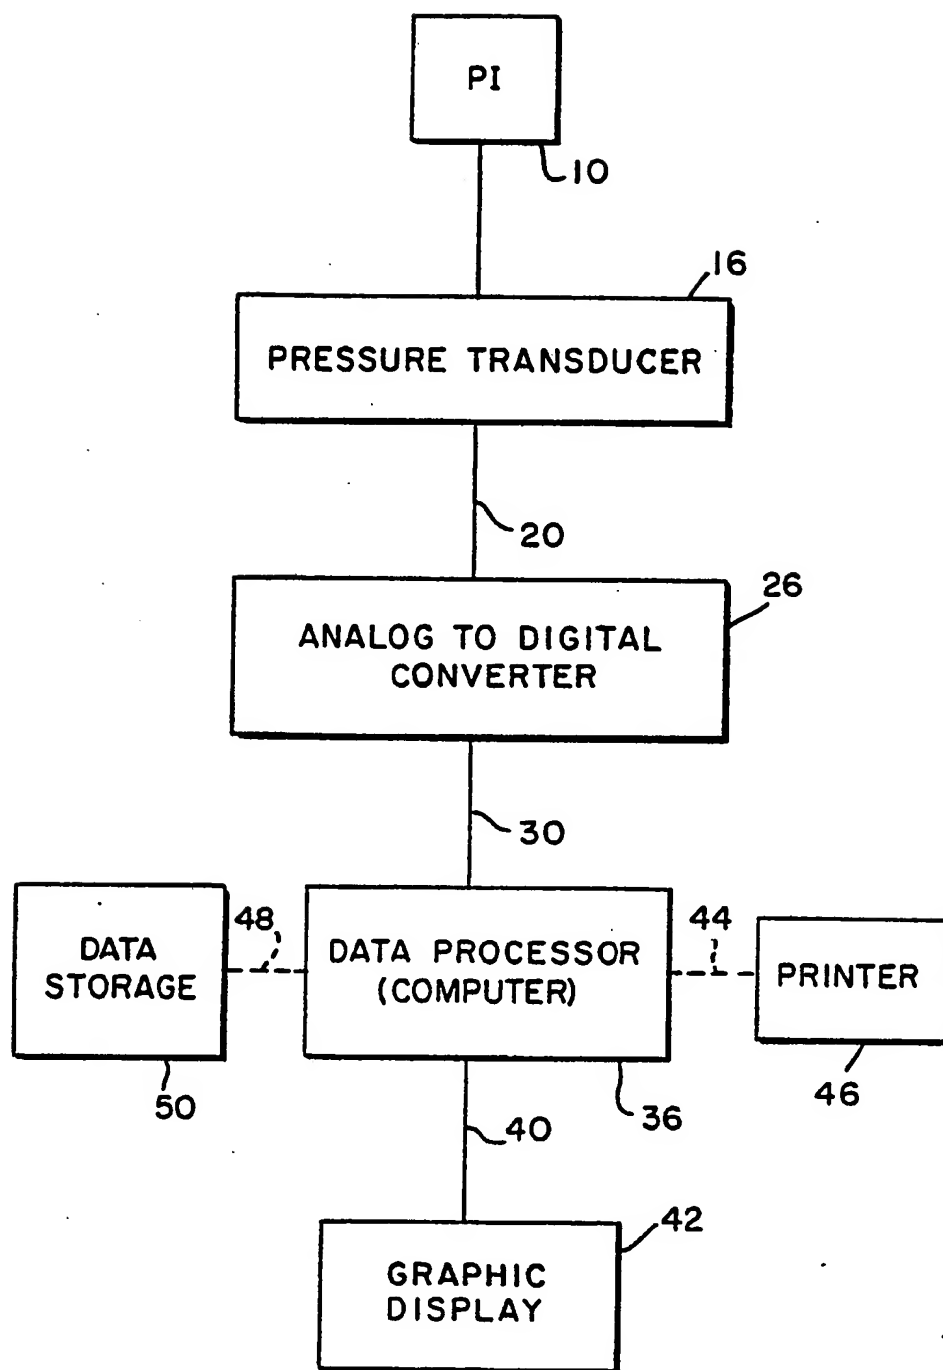 PI
10
16
PRESSURE TRANSDUCER
20
26
ANALOG TO DIGITAL
CONVERTER
30
48
44
DATA
STORAGE
DATA PROCESSOR
(COMPUTER)
PRINTER
50
36
46
40
42
GRAPHIC
DISPLAY